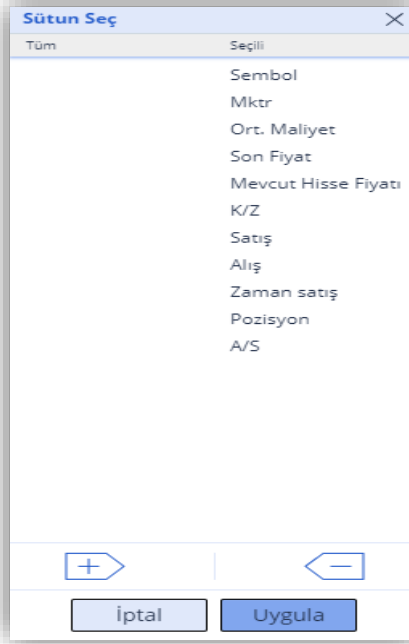 Sütun Seç
Tüm Seçili
Sembol
Mktr
Ort. Maliyet
Son Fiyat
Mevcut Hisse Fiyatı
K/Z
Satış
Alış
Zaman satış
Pozisyon
A/S
İptal Uygula